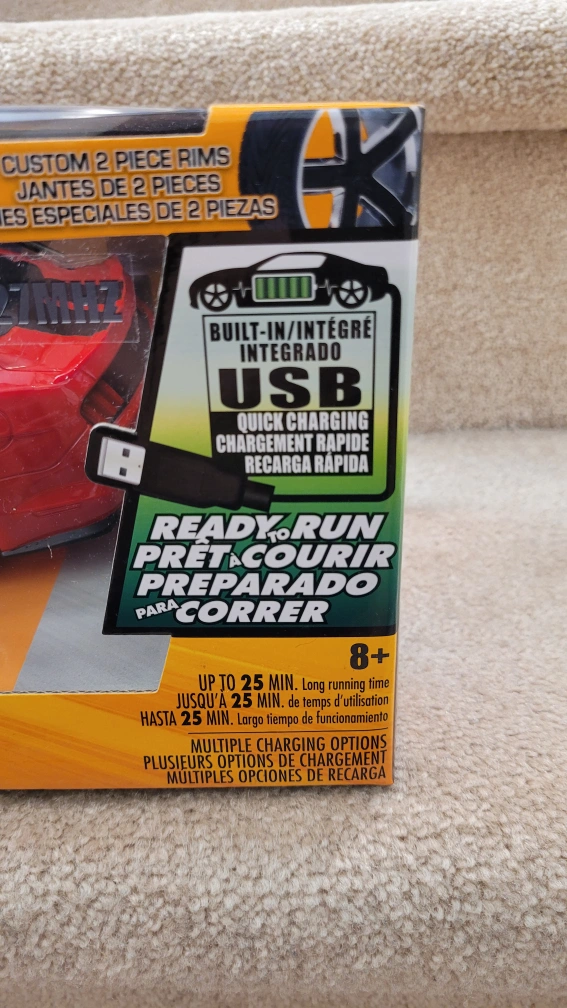 CUSTOM 2 PIECE RIMS
JANTES DE 2 PIECES
ESPECIALES DE 2 PIEZAS
27MHZ
BUILT-IN/INTÉGRÉ
INTEGRADO
USB
QUICK CHARGING
CHARGEMENT RAPIDE
RECARGA RÁPIDA
READY TO RUN
PRÊT À COURIR
PREPARADO
PARA CORRER
8+
UP TO 25 MIN. Long running time
JUSQU'À 25 MIN. de temps d'utilisation
HASTA 25 MIN. Largo tiempo de funcionamiento
MULTIPLE CHARGING OPTIONS
PLUSIEURS OPTIONS DE CHARGEMENT
MÚLTIPLES OPCIONES DE RECARGA